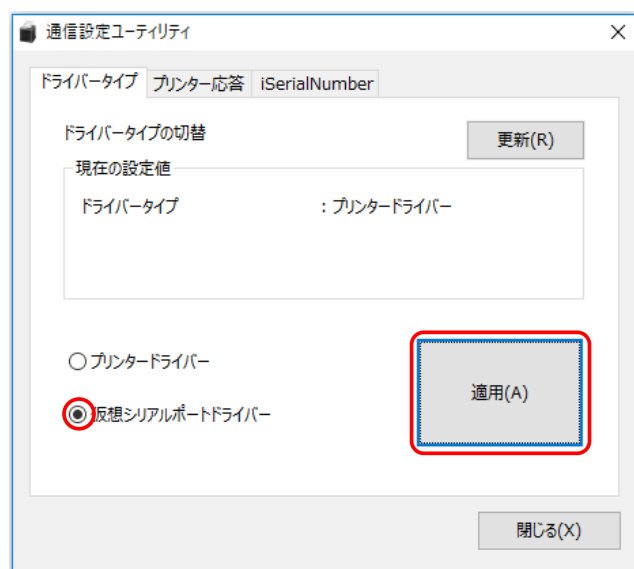 通信設定ユーティリティ
ドライバータイプ プリンター応答 iSerialNumber
ドライバータイプの切替
更新(R)
現在の設定値
ドライバータイプ : プリンタードライバー
プリンタードライバー
適用(A)
仮想シリアルポートドライバー
閉じる(X)